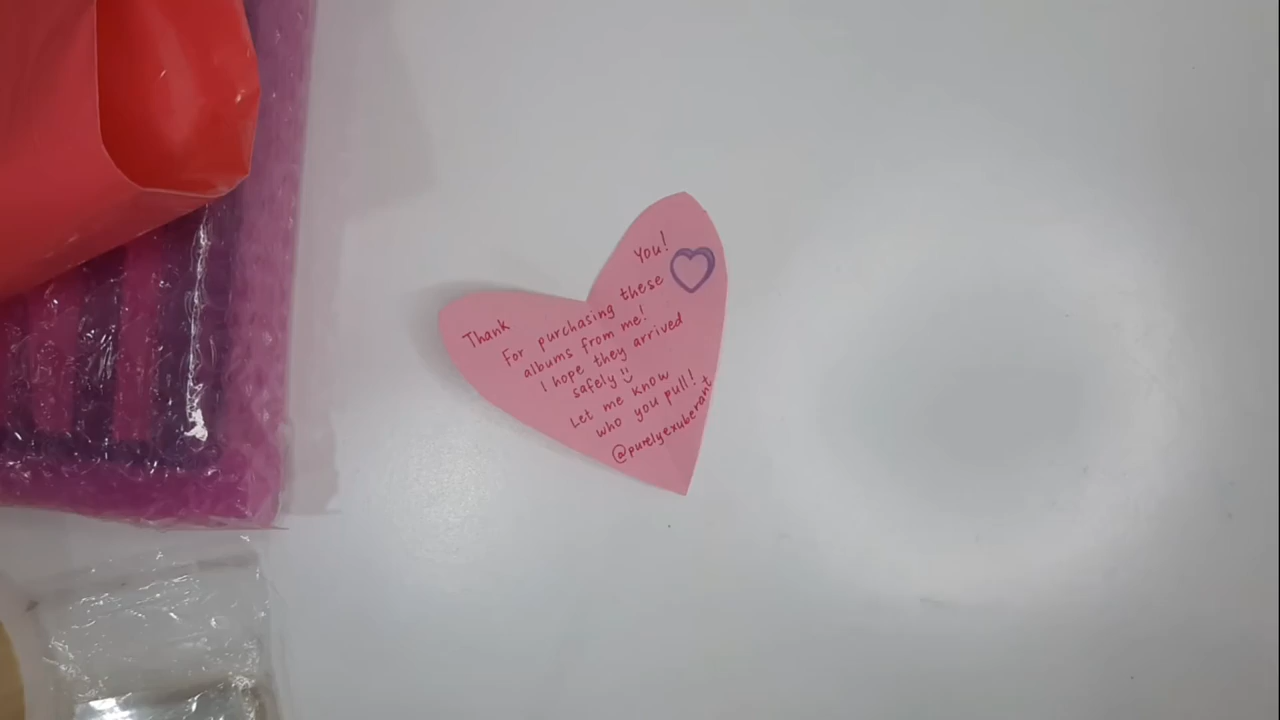 Thank You!
For purchasing these
albums from me!
I hope they arrived
safely
Let me know
who you pull!
@purelyexuberant